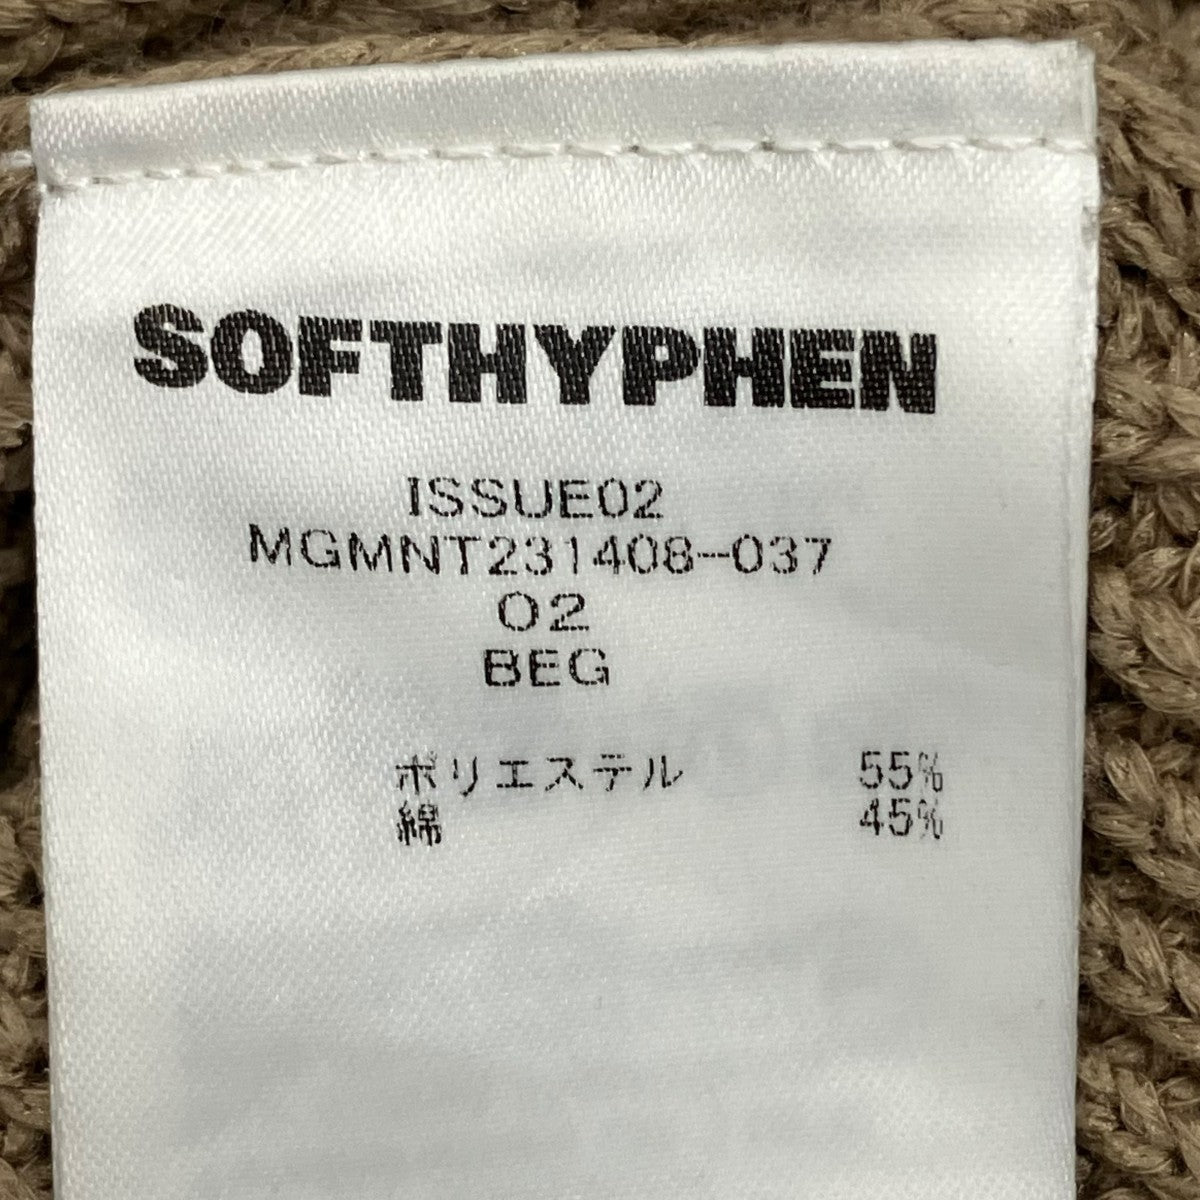 SOFTHYPHEN
ISSUE02
MGMNT231408-037
02
BEG
ポリエステル 55%
綿 45%